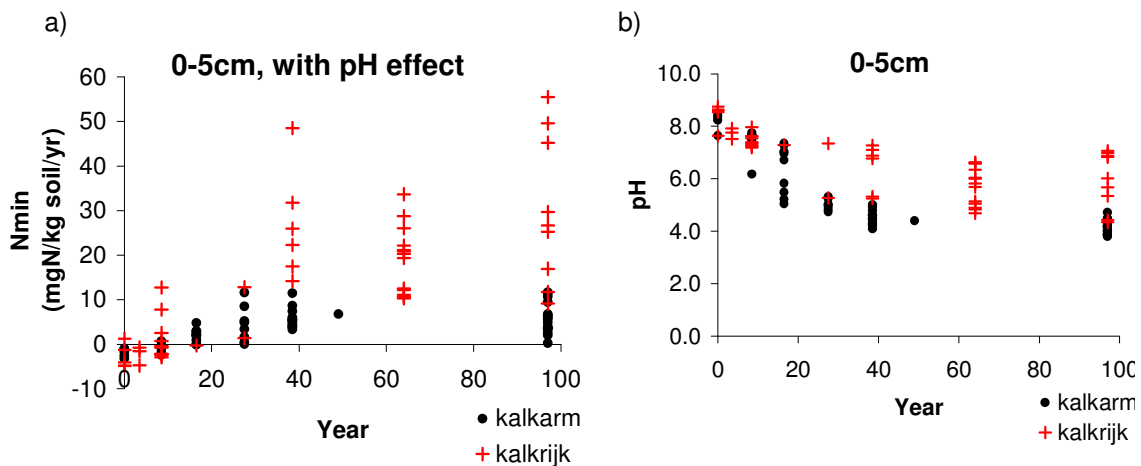 a)
0-5cm, with pH effect
60
50
40
30
20
10
0
-10
Nmin
(mgN/kg soil/yr)
0 20 40 60 80 100
Year
kalkarm
kalkrijk
b)
0-5cm
10.0
8.0
6.0
4.0
2.0
0.0
pH
0 20 40 60 80 100
Year
kalkarm
kalkrijk